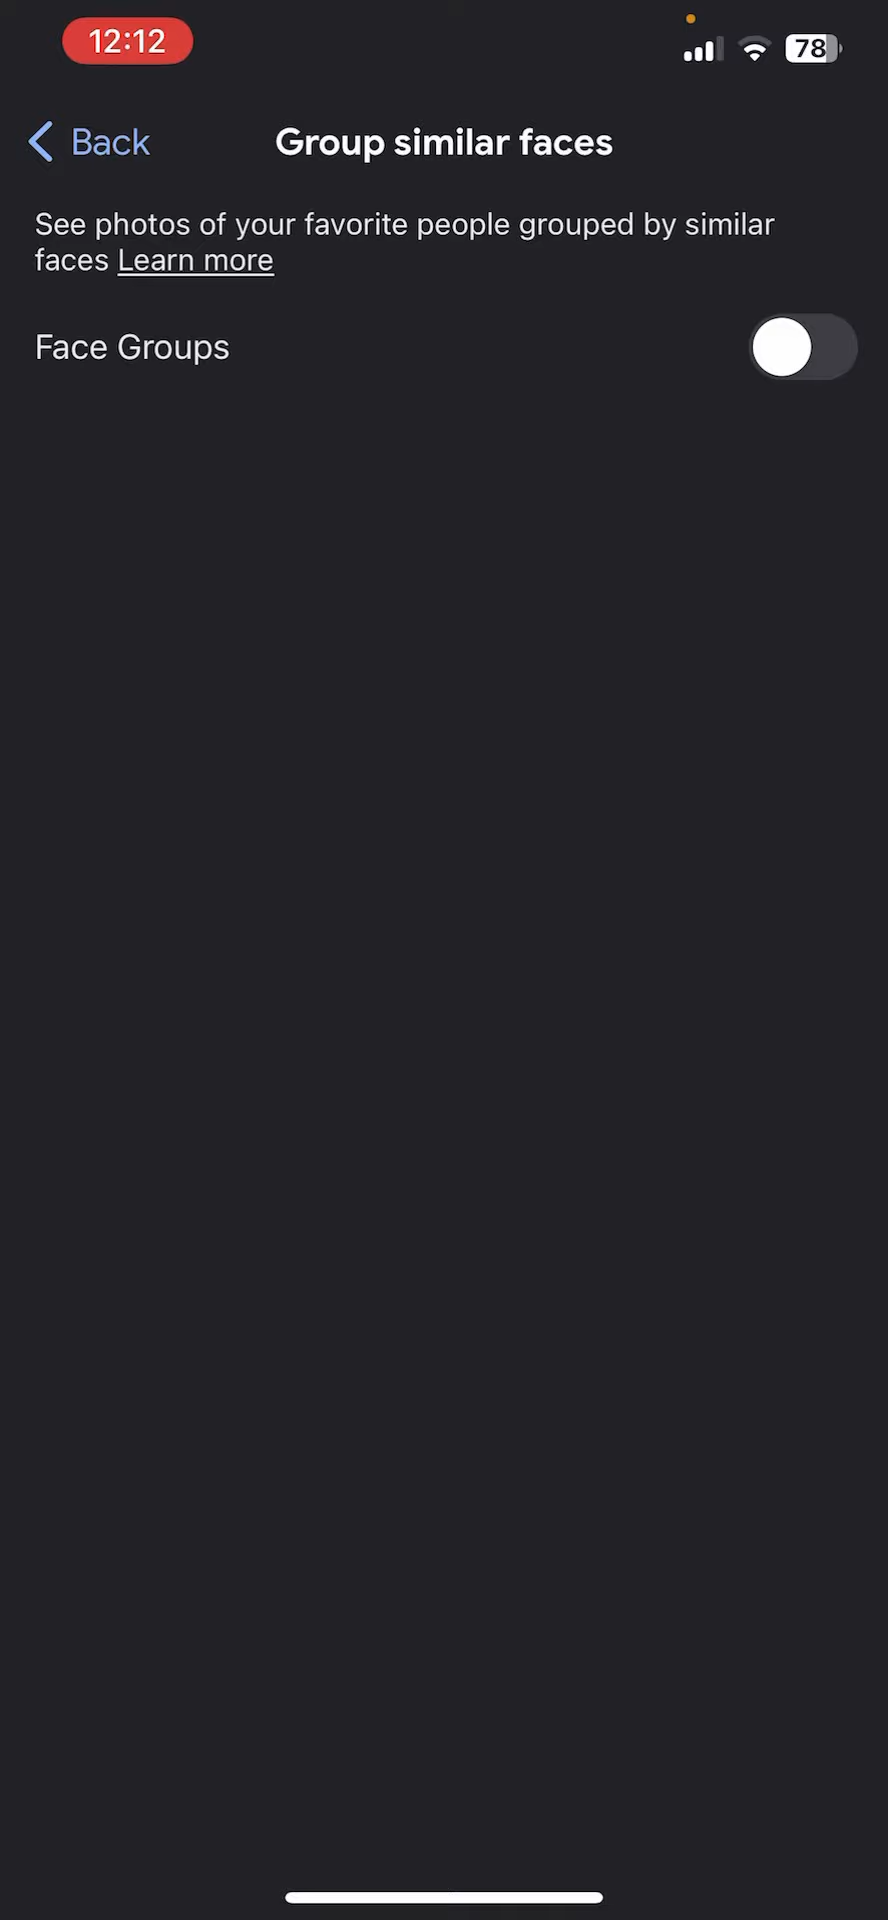 12:12
78
Back
Group similar faces
See photos of your favorite people grouped by similar
faces Learn more
Face Groups